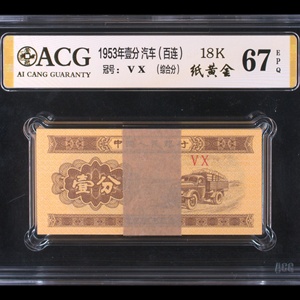 ACG
AI CANG GUARANTY
1953年壹分 汽车（百连）
冠号：VX （综合分）
18K
纸黄金
67
EPQ
VX
壹分
ACG